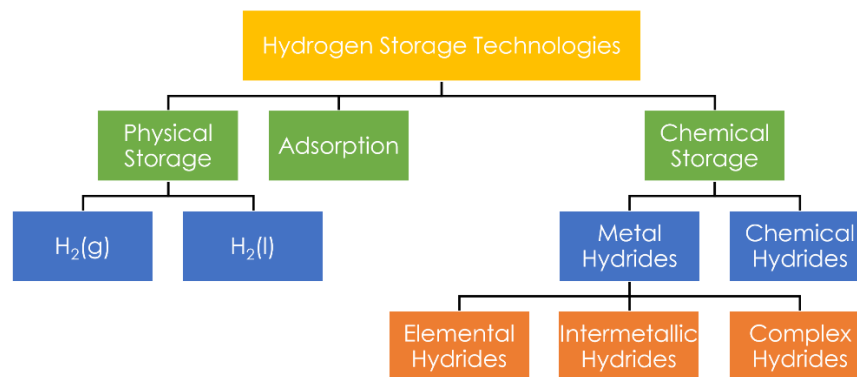 Hydrogen Storage Technologies
Physical
Storage
Adsorption
Chemical
Storage
H₂(g)
H₂(l)
Metal
Hydrides
Chemical
Hydrides
Elemental
Hydrides
Intermetallic
Hydrides
Complex
Hydrides